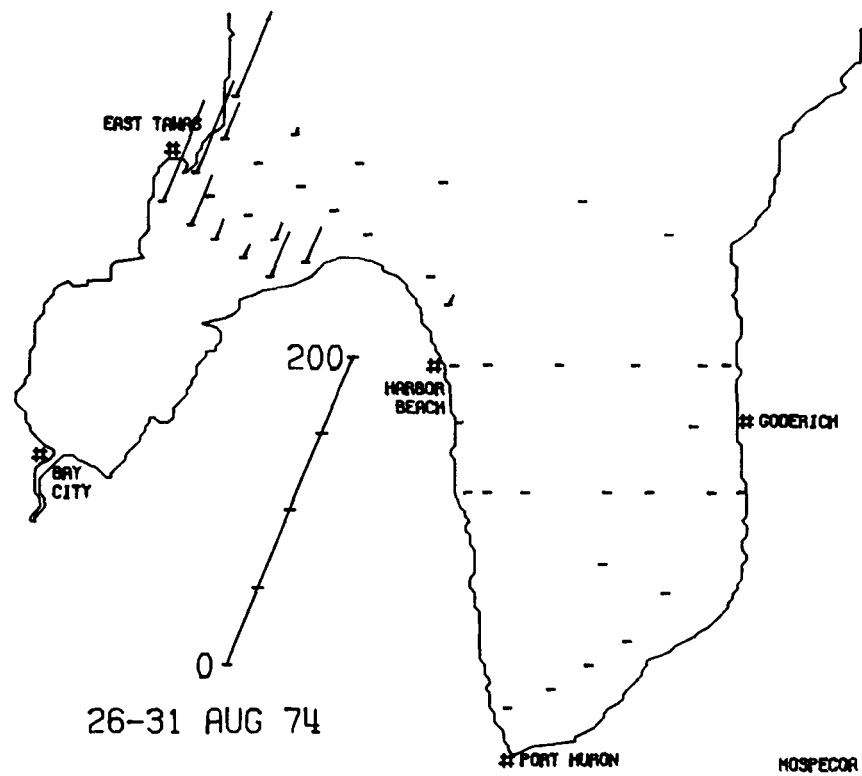 EAST TAWAS
#
200
# HARBOR
BEACH
# GODERICH
#
BAY
CITY
0
26-31 AUG 74
# PORT HURON
MOSPECOR